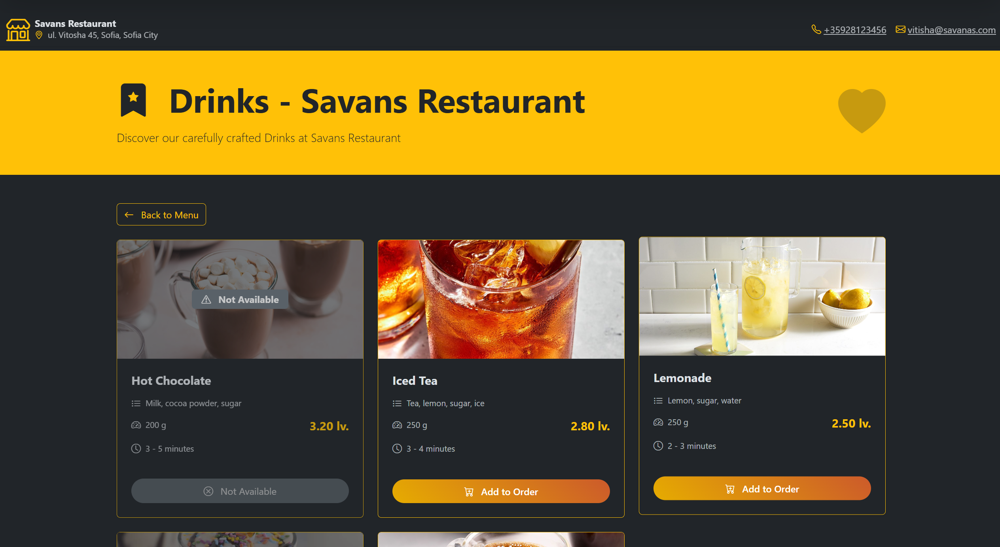 Savans Restaurant
ul. Vitosha 45, Sofia, Sofia City
+35928123456
vitisha@savanas.com
Drinks - Savans Restaurant
Discover our carefully crafted Drinks at Savans Restaurant
Back to Menu
Not Available
Hot Chocolate
Milk, cocoa powder, sugar
200 g
3.20 lv.
3 - 5 minutes
Not Available
Iced Tea
Tea, lemon, sugar, ice
250 g
2.80 lv.
3 - 4 minutes
Add to Order
Lemonade
Lemon, sugar, water
250 g
2.50 lv.
2 - 3 minutes
Add to Order